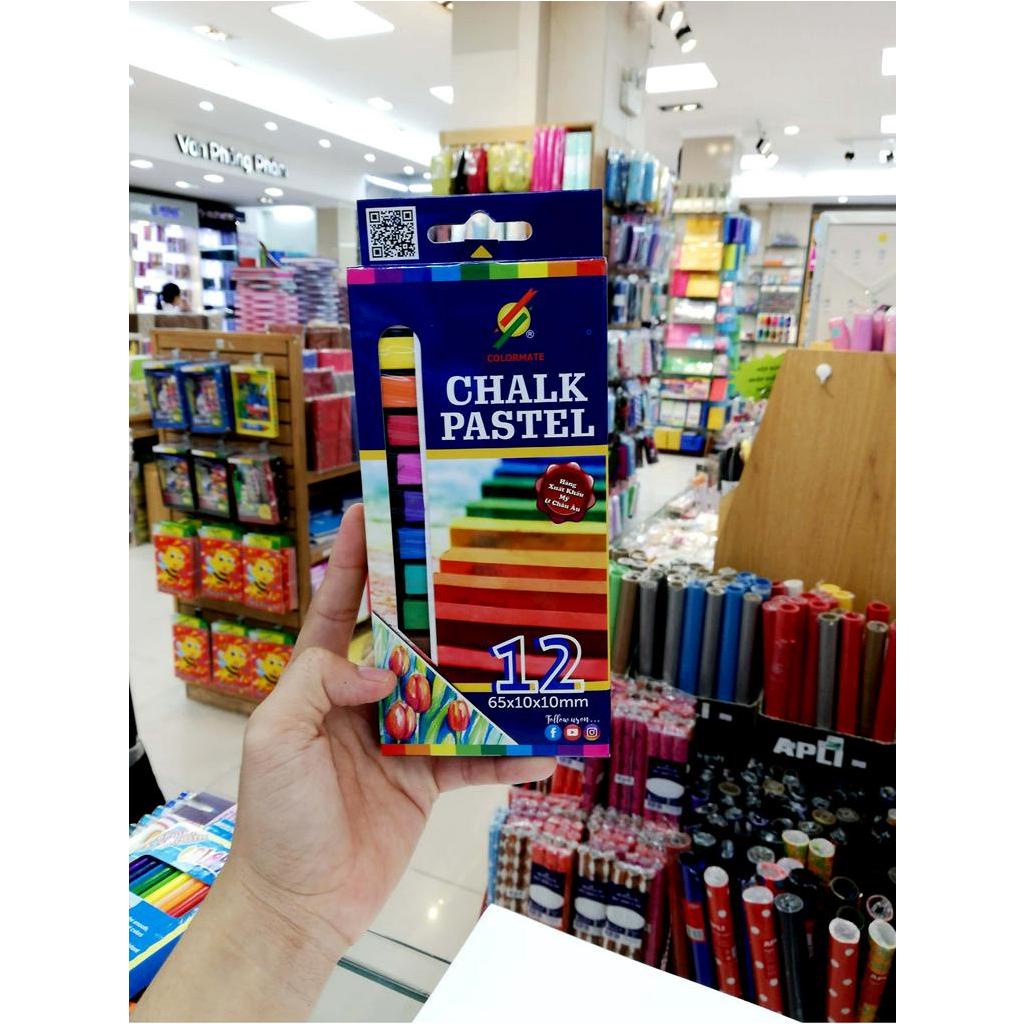 Văn Phòng Phẩm
COLORMATE
®
CHALK
PASTEL
Hàng
Xuất Khẩu
Mỹ
& Châu Âu
12
65x10x10mm
Follow us on...
APLI